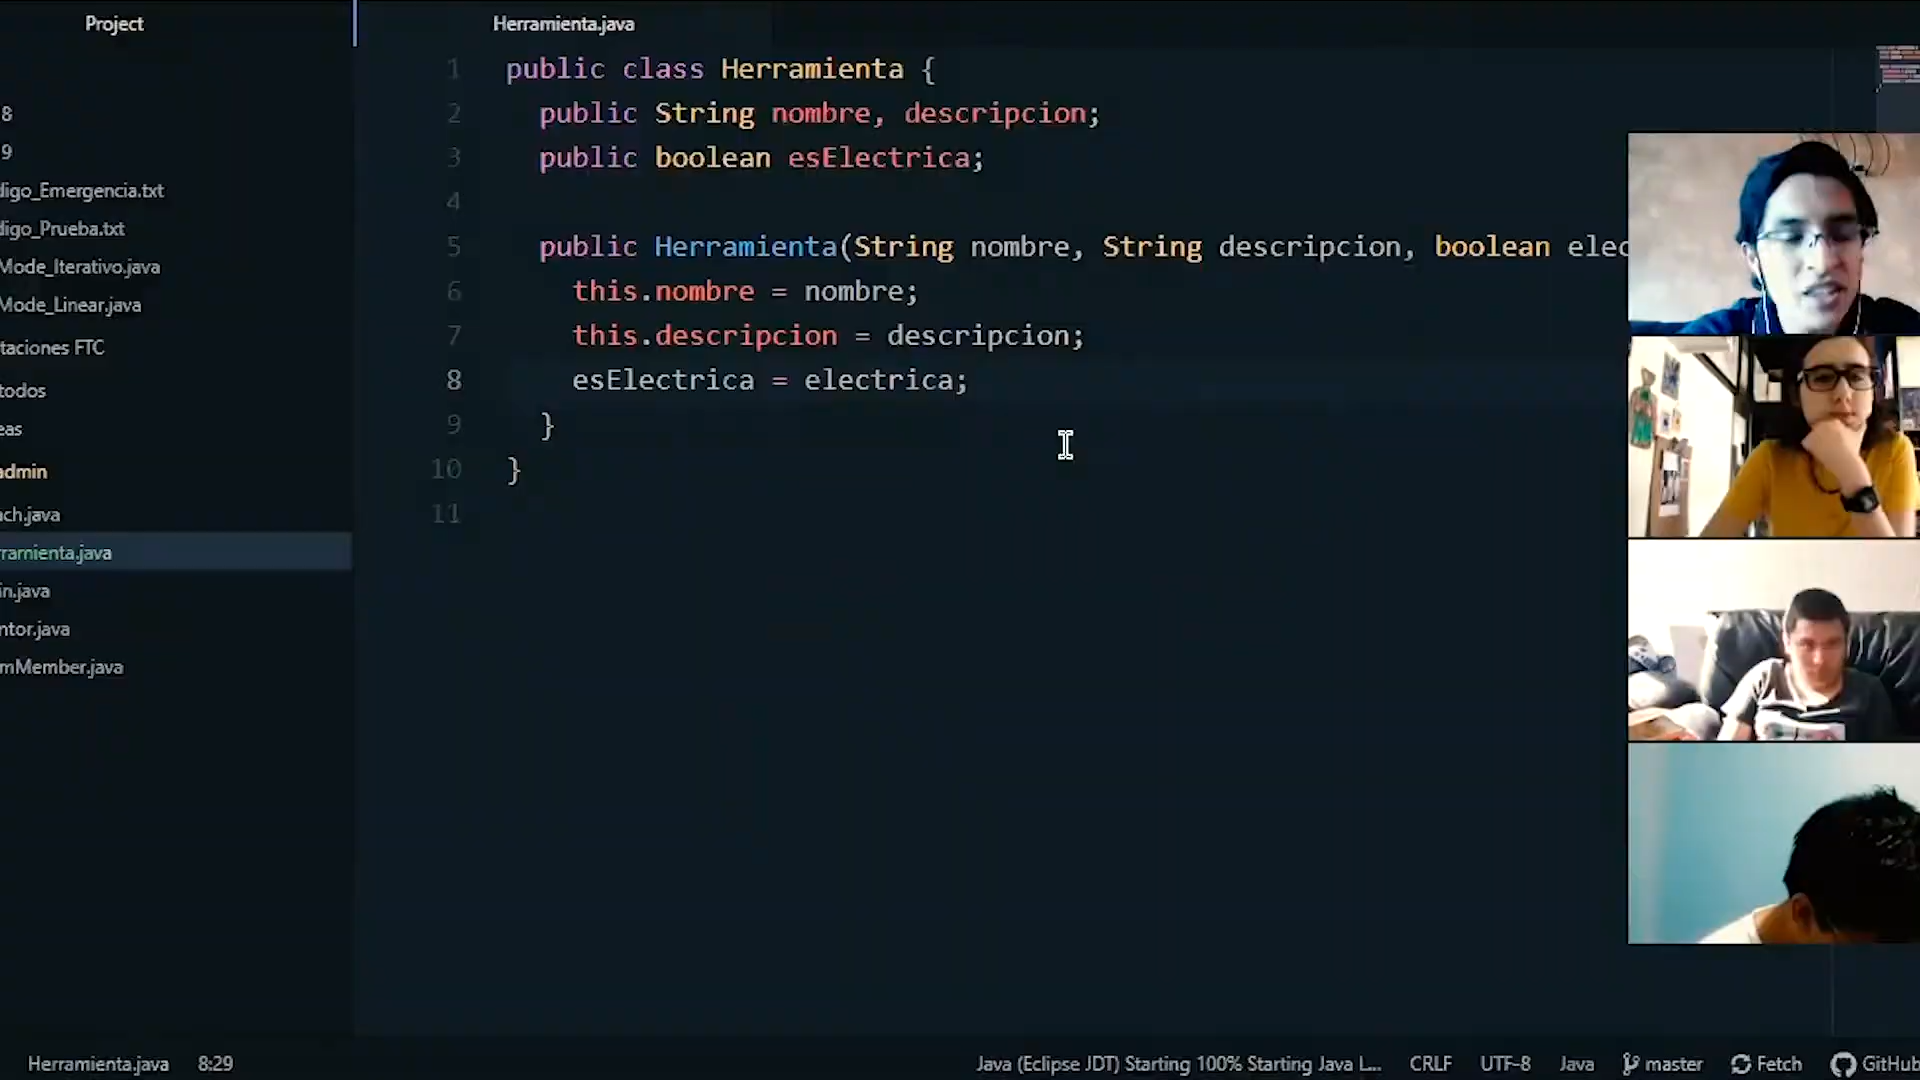 Project
8
9
digo_Emergencia.txt
digo_Prueba.txt
Mode_Iterativo.java
Mode_Linear.java
taciones FTC
todos
eas
admin
ach.java
rramienta.java
in.java
ntor.java
mMember.java
Herramienta.java
1 public class Herramienta {
2 public String nombre, descripcion;
3 public boolean esElectrica;
4
5 public Herramienta(String nombre, String descripcion, boolean elec
6 this.nombre = nombre;
7 this.descripcion = descripcion;
8 esElectrica = electrica;
9 }
10 }
11
Herramienta.java 8:29 Java (Eclipse JDT) Starting 100% Starting Java L... CRLF UTF-8 Java master Fetch GitHub